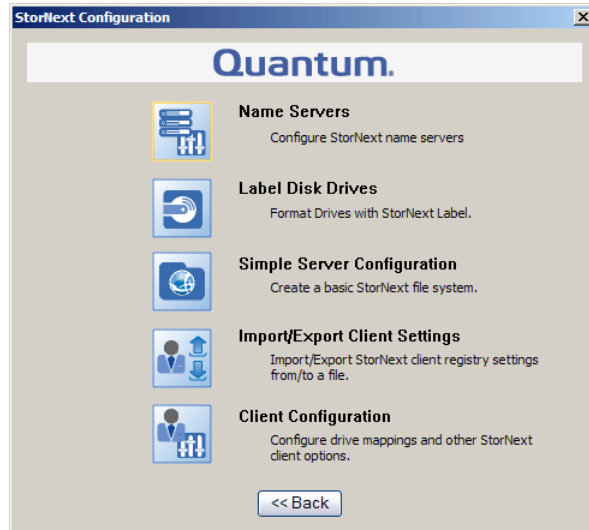 StorNext Configuration
Quantum.
Name Servers
Configure StorNext name servers
Label Disk Drives
Format Drives with StorNext Label.
Simple Server Configuration
Create a basic StorNext file system.
Import/Export Client Settings
Import/Export StorNext client registry settings
from/to a file.
Client Configuration
Configure drive mappings and other StorNext
client options.
<< Back